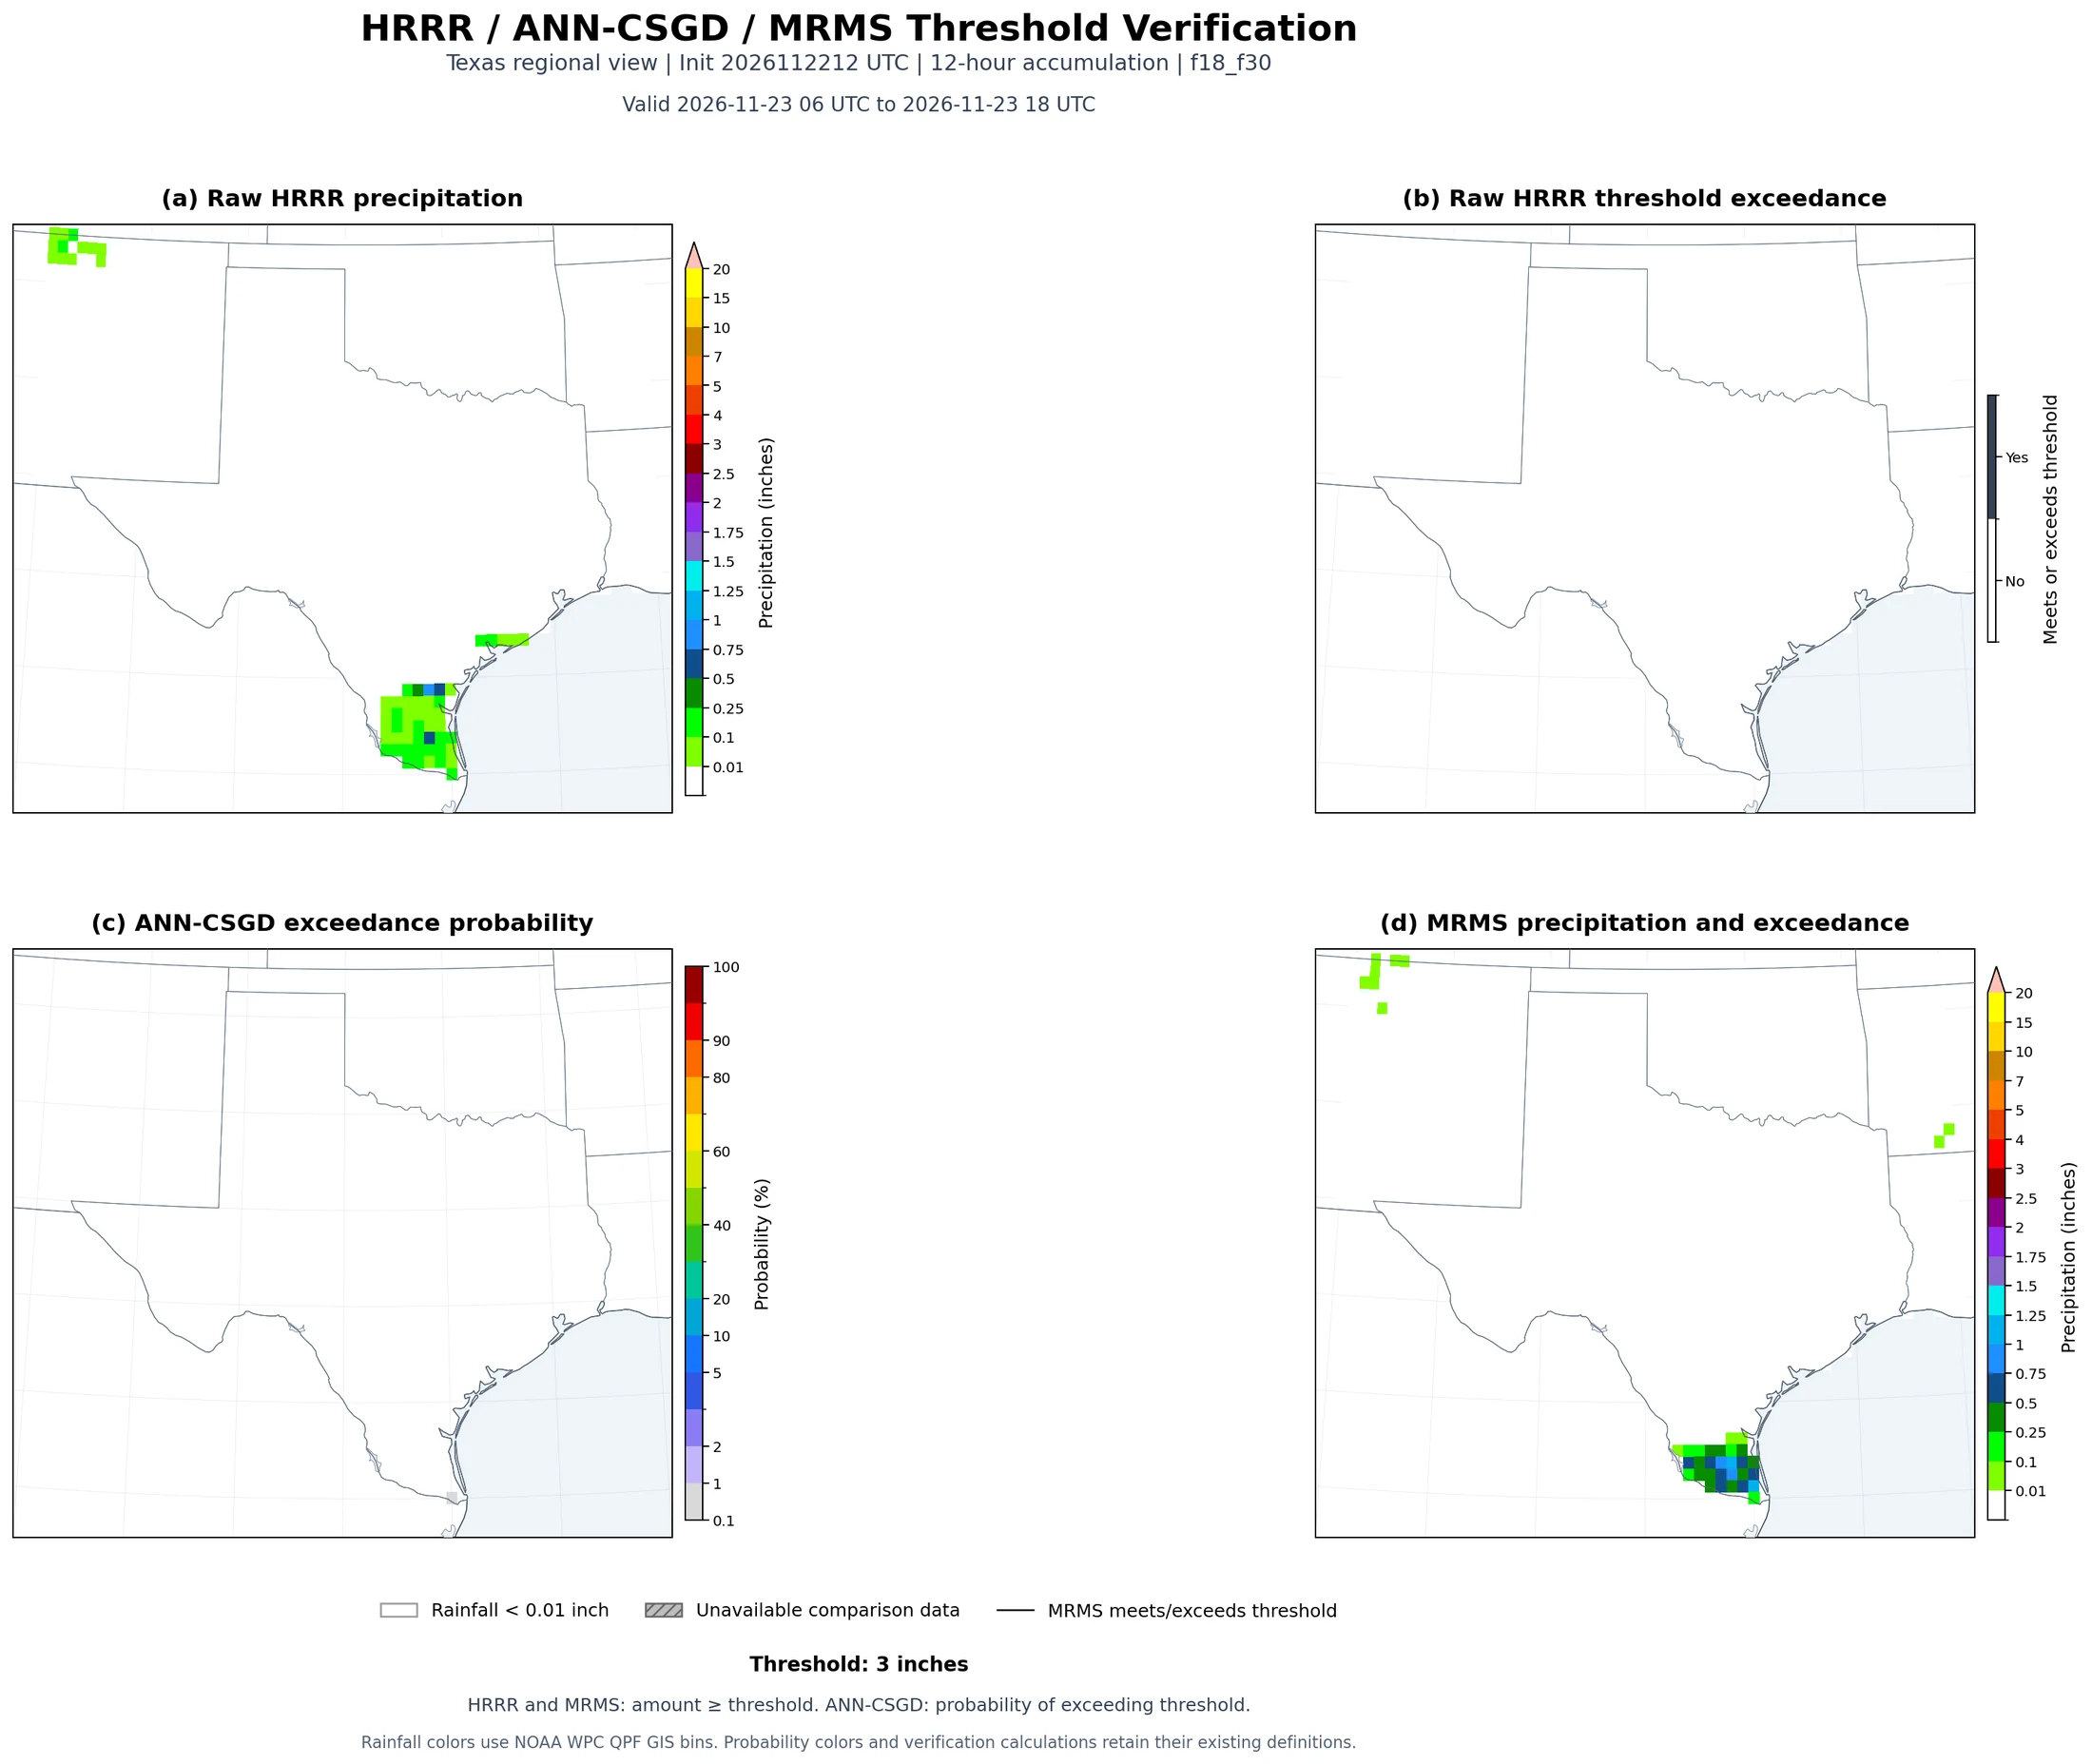 HRRR / ANN-CSGD / MRMS Threshold Verification
Texas regional view | Init 2026112212 UTC | 12-hour accumulation | f18_f30
Valid 2026-11-23 06 UTC to 2026-11-23 18 UTC
(a) Raw HRRR precipitation
20
15
10
7
5
4
3
2.5
2
1.75
1.5
1.25
1
0.75
0.5
0.25
0.1
0.01
Precipitation (inches)
(b) Raw HRRR threshold exceedance
Yes
No
Meets or exceeds threshold
(c) ANN-CSGD exceedance probability
100
90
80
60
40
20
10
5
2
1
0.1
Probability (%)
(d) MRMS precipitation and exceedance
20
15
10
7
5
4
3
2.5
2
1.75
1.5
1.25
1
0.75
0.5
0.25
0.1
0.01
Precipitation (inches)
Rainfall < 0.01 inch
Unavailable comparison data
MRMS meets/exceeds threshold
Threshold: 3 inches
HRRR and MRMS: amount ≥ threshold. ANN-CSGD: probability of exceeding threshold.
Rainfall colors use NOAA WPC QPF GIS bins. Probability colors and verification calculations retain their existing definitions.